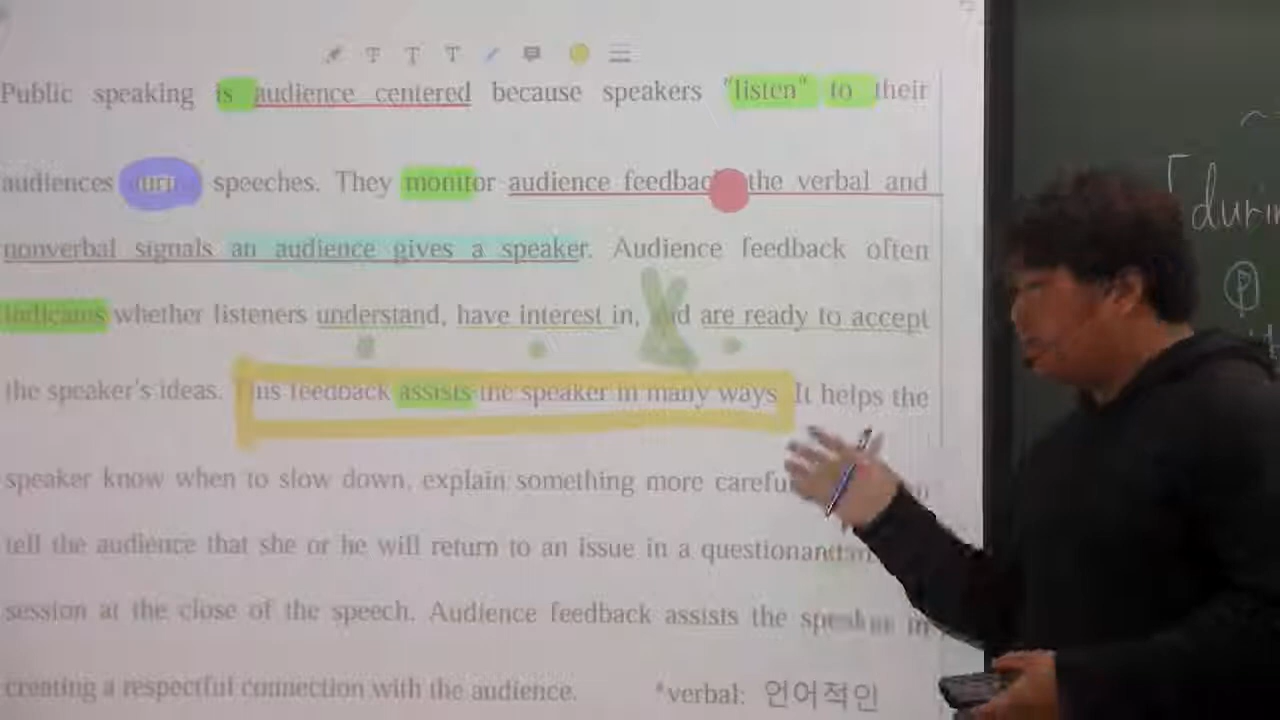 Public speaking is audience centered because speakers "listen" to their
audiences during speeches. They monitor audience feedback the verbal and
nonverbal signals an audience gives a speaker. Audience feedback often
indicates whether listeners understand, have interest in, and are ready to accept
the speaker's ideas. This feedback assists the speaker in many ways. It helps the
speaker know when to slow down, explain something more
tell the audience that she or he will return to an issue in a
session at the close of the speech. Audience feedback assists the speaker in
creating a respectful connection with the audience. *verbal: 언어적인